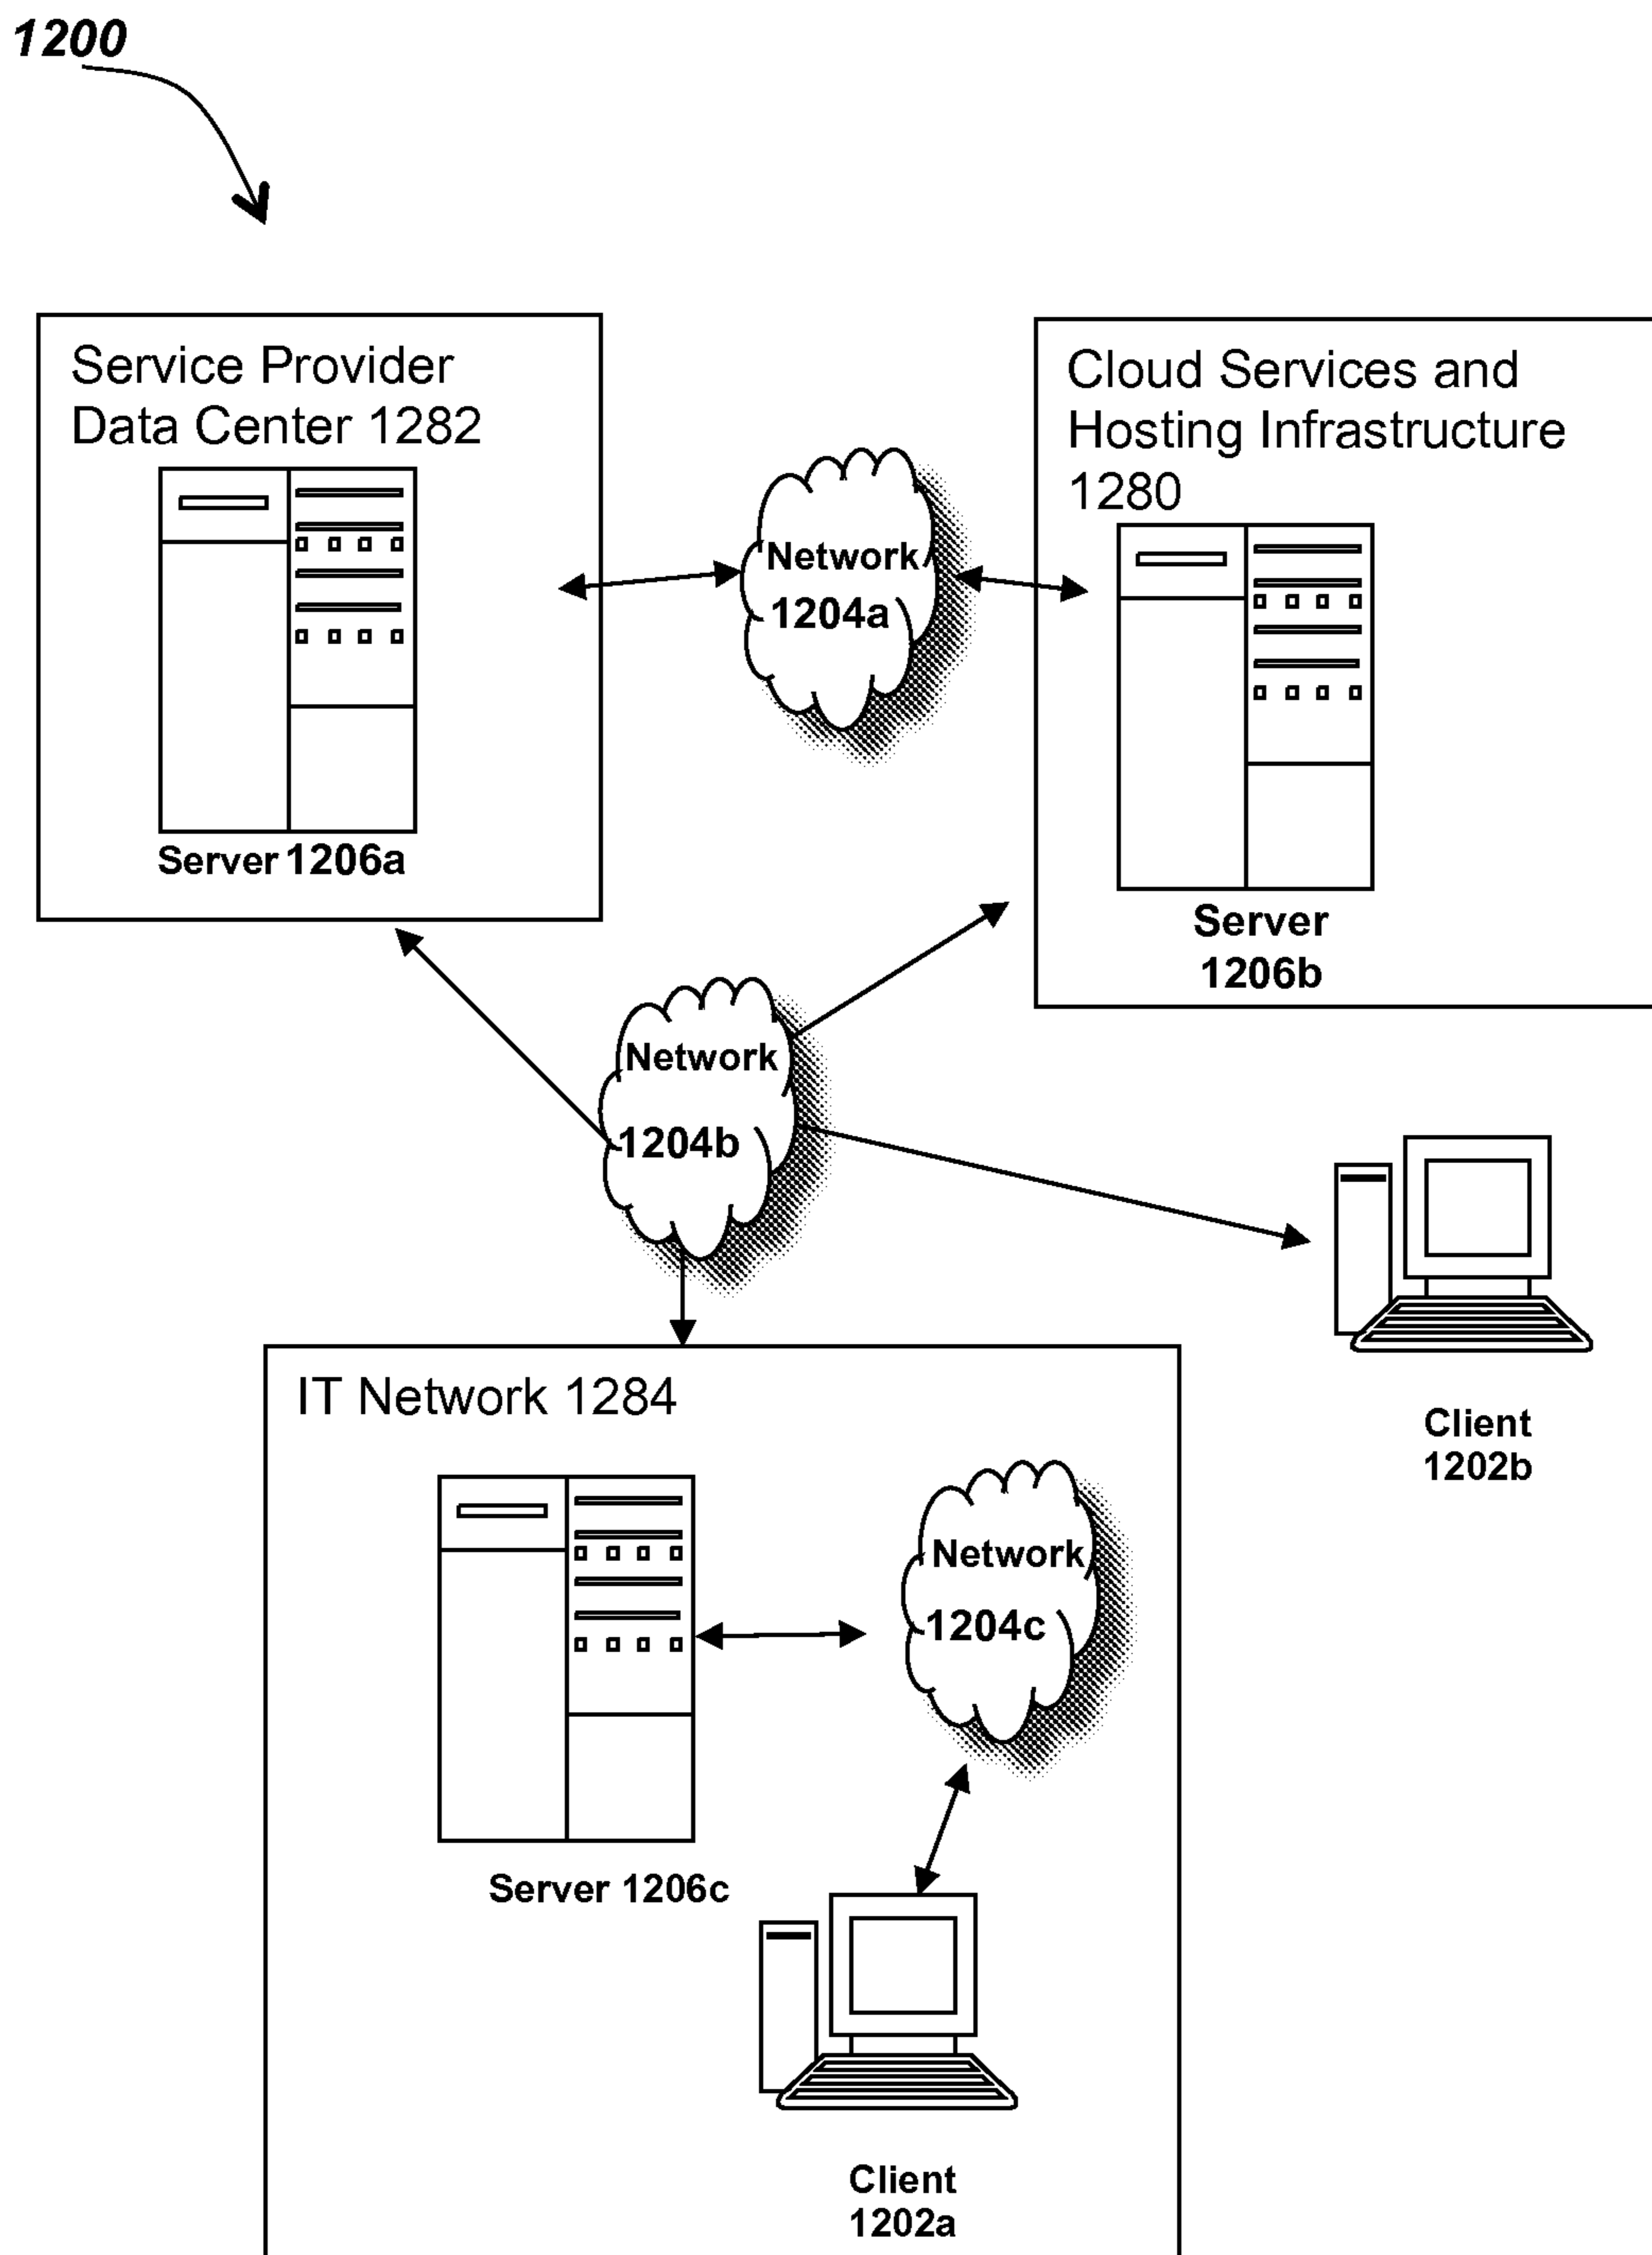 1200
Service Provider
Data Center 1282
Server 1206a
Network
1204a
Cloud Services and
Hosting Infrastructure
1280
Server
1206b
Network
1204b
Client
1202b
IT Network 1284
Server 1206c
Network
1204c
Client
1202a